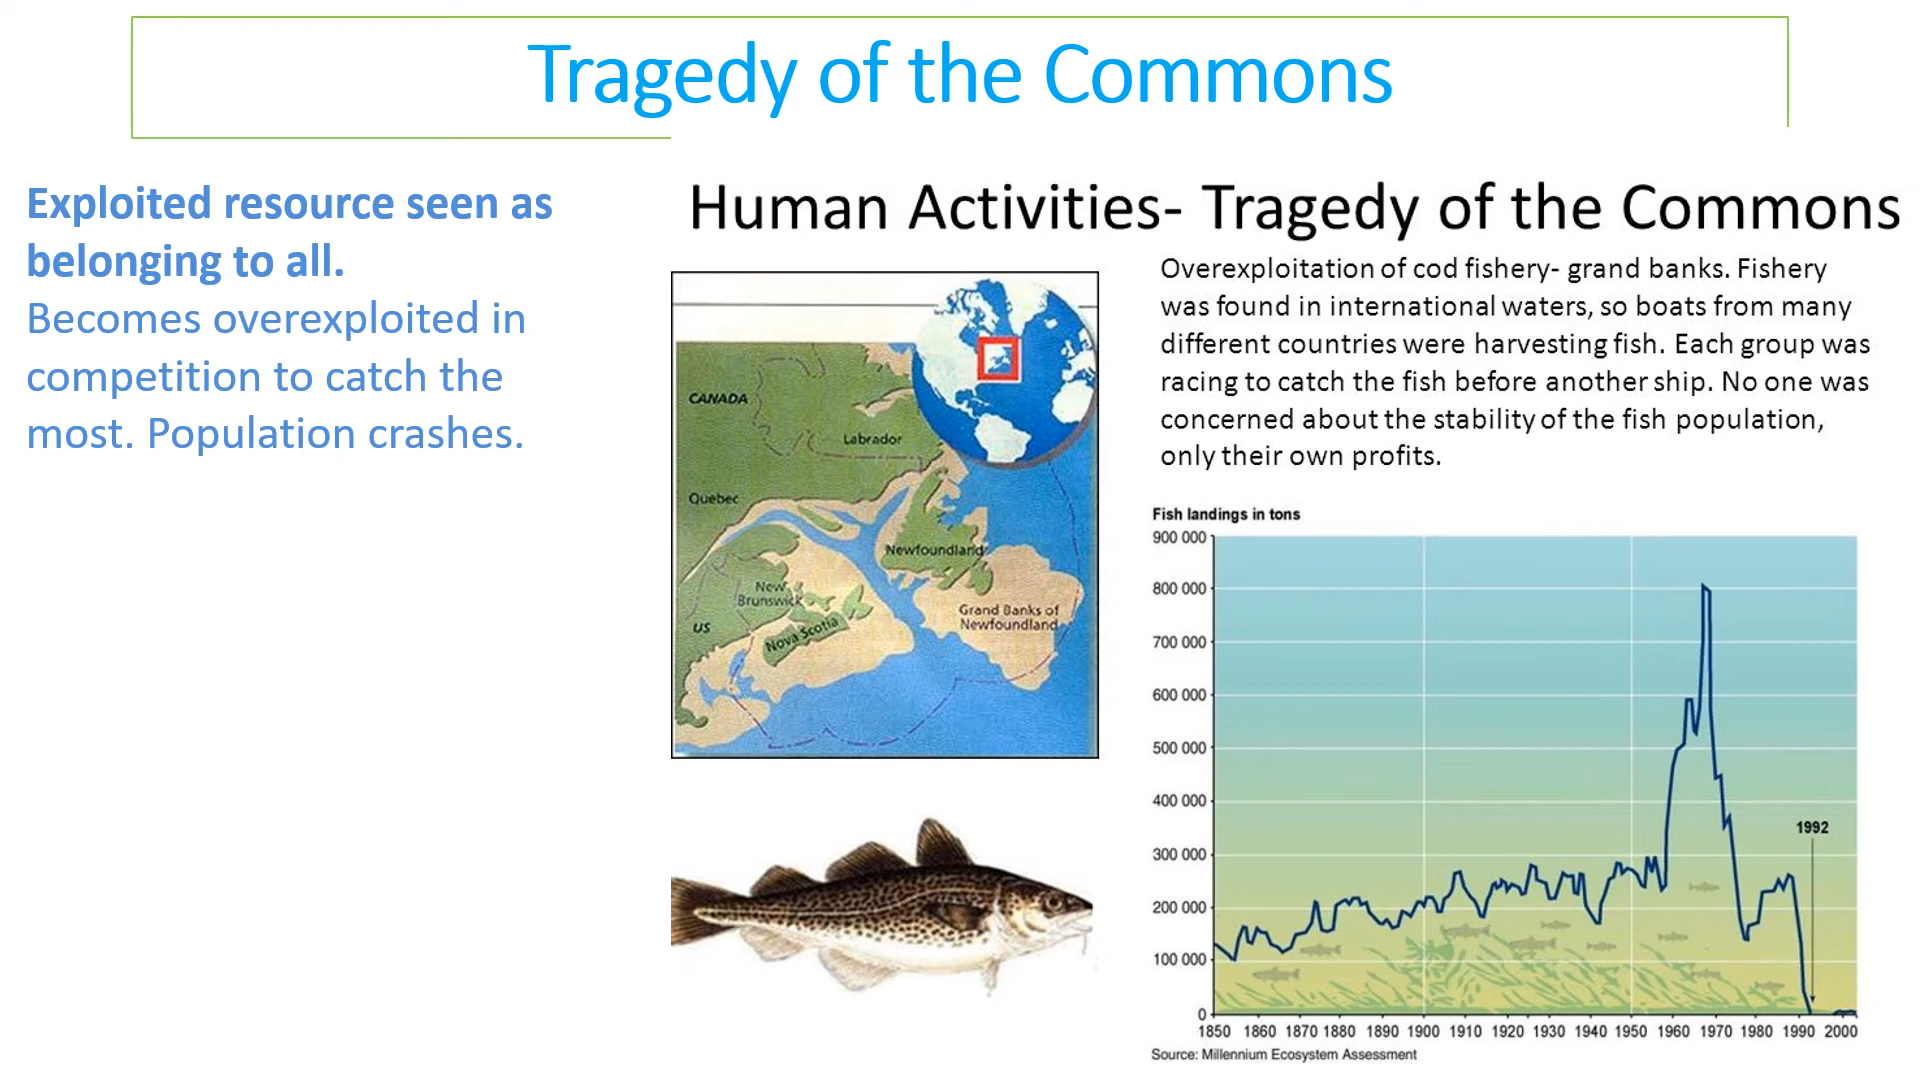 Tragedy of the Commons
Exploited resource seen as
belonging to all.
Becomes overexploited in
competition to catch the
most. Population crashes.
Human Activities- Tragedy of the Commons
CANADA
Labrador
Quebec
Newfoundland
New
Brunswick
Grand Banks of
Newfoundland
US
Nova Scotia
Overexploitation of cod fishery- grand banks. Fishery
was found in international waters, so boats from many
different countries were harvesting fish. Each group was
racing to catch the fish before another ship. No one was
concerned about the stability of the fish population,
only their own profits.
Fish landings in tons
900 000
800 000
700 000
600 000
500 000
400 000
300 000
200 000
100 000
0
1992
1850 1860 1870 1880 1890 1900 1910 1920 1930 1940 1950 1960 1970 1980 1990 2000
Source: Millennium Ecosystem Assessment